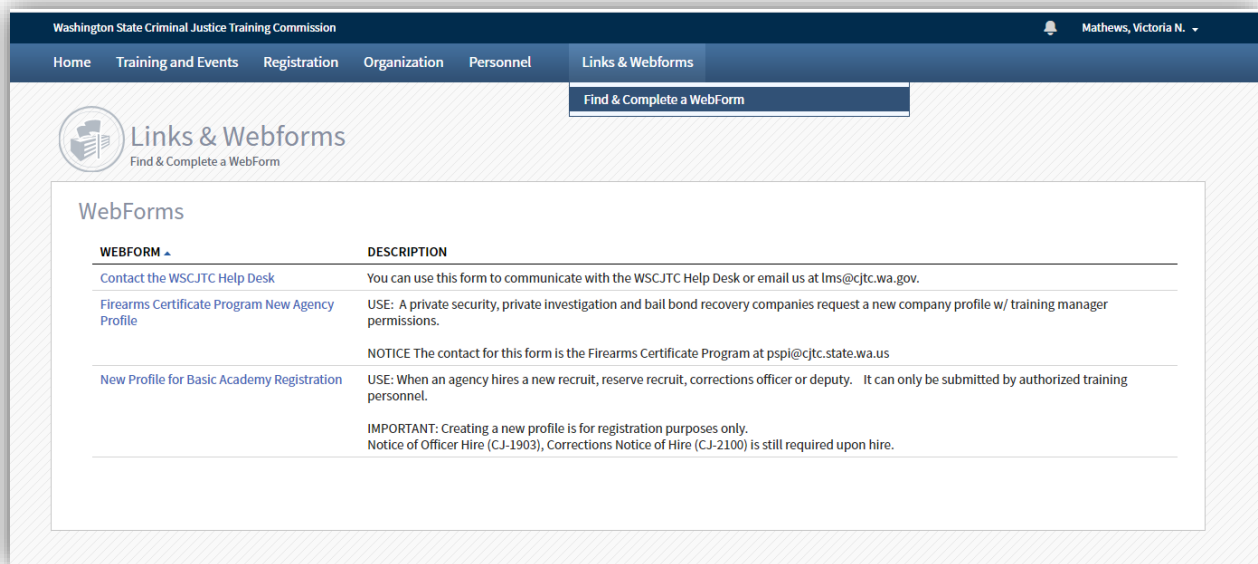 Washington State Criminal Justice Training Commission
Mathews, Victoria N.
Home Training and Events Registration Organization Personnel Links & Webforms
Find & Complete a WebForm
Links & Webforms
Find & Complete a WebForm
WebForms
WEBFORM DESCRIPTION
Contact the WSCJTC Help Desk You can use this form to communicate with the WSCJTC Help Desk or email us at lms@cjtc.wa.gov.
Firearms Certificate Program New Agency USE: A private security, private investigation and bail bond recovery companies request a new company profile w/ training manager
Profile permissions.
NOTICE The contact for this form is the Firearms Certificate Program at pspi@cjtc.state.wa.us
New Profile for Basic Academy Registration USE: When an agency hires a new recruit, reserve recruit, corrections officer or deputy. It can only be submitted by authorized training
personnel.
IMPORTANT: Creating a new profile is for registration purposes only.
Notice of Officer Hire (CJ-1903), Corrections Notice of Hire (CJ-2100) is still required upon hire.